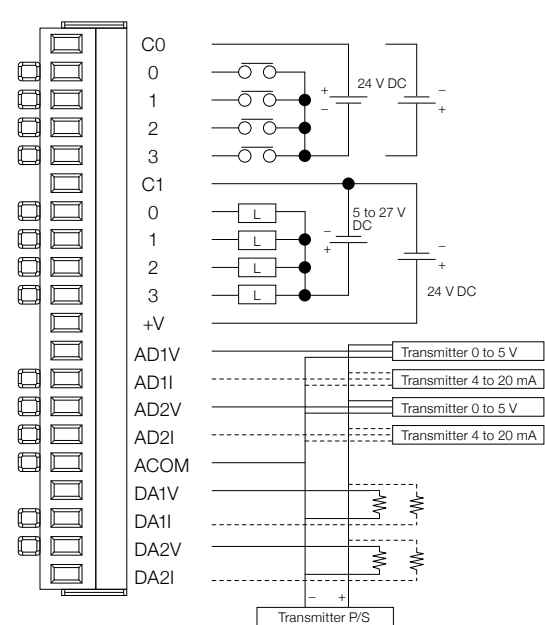 C0
0
1
2
3
C1
0
1
2
3
+V
AD1V
AD1I
AD2V
AD2I
ACOM
DA1V
DA1I
DA2V
DA2I
+
–
24 V DC
–
+
L
L
L
L
–
+
5 to 27 V
DC
–
+
24 V DC
Transmitter 0 to 5 V
Transmitter 4 to 20 mA
Transmitter 0 to 5 V
Transmitter 4 to 20 mA
– +
Transmitter P/S